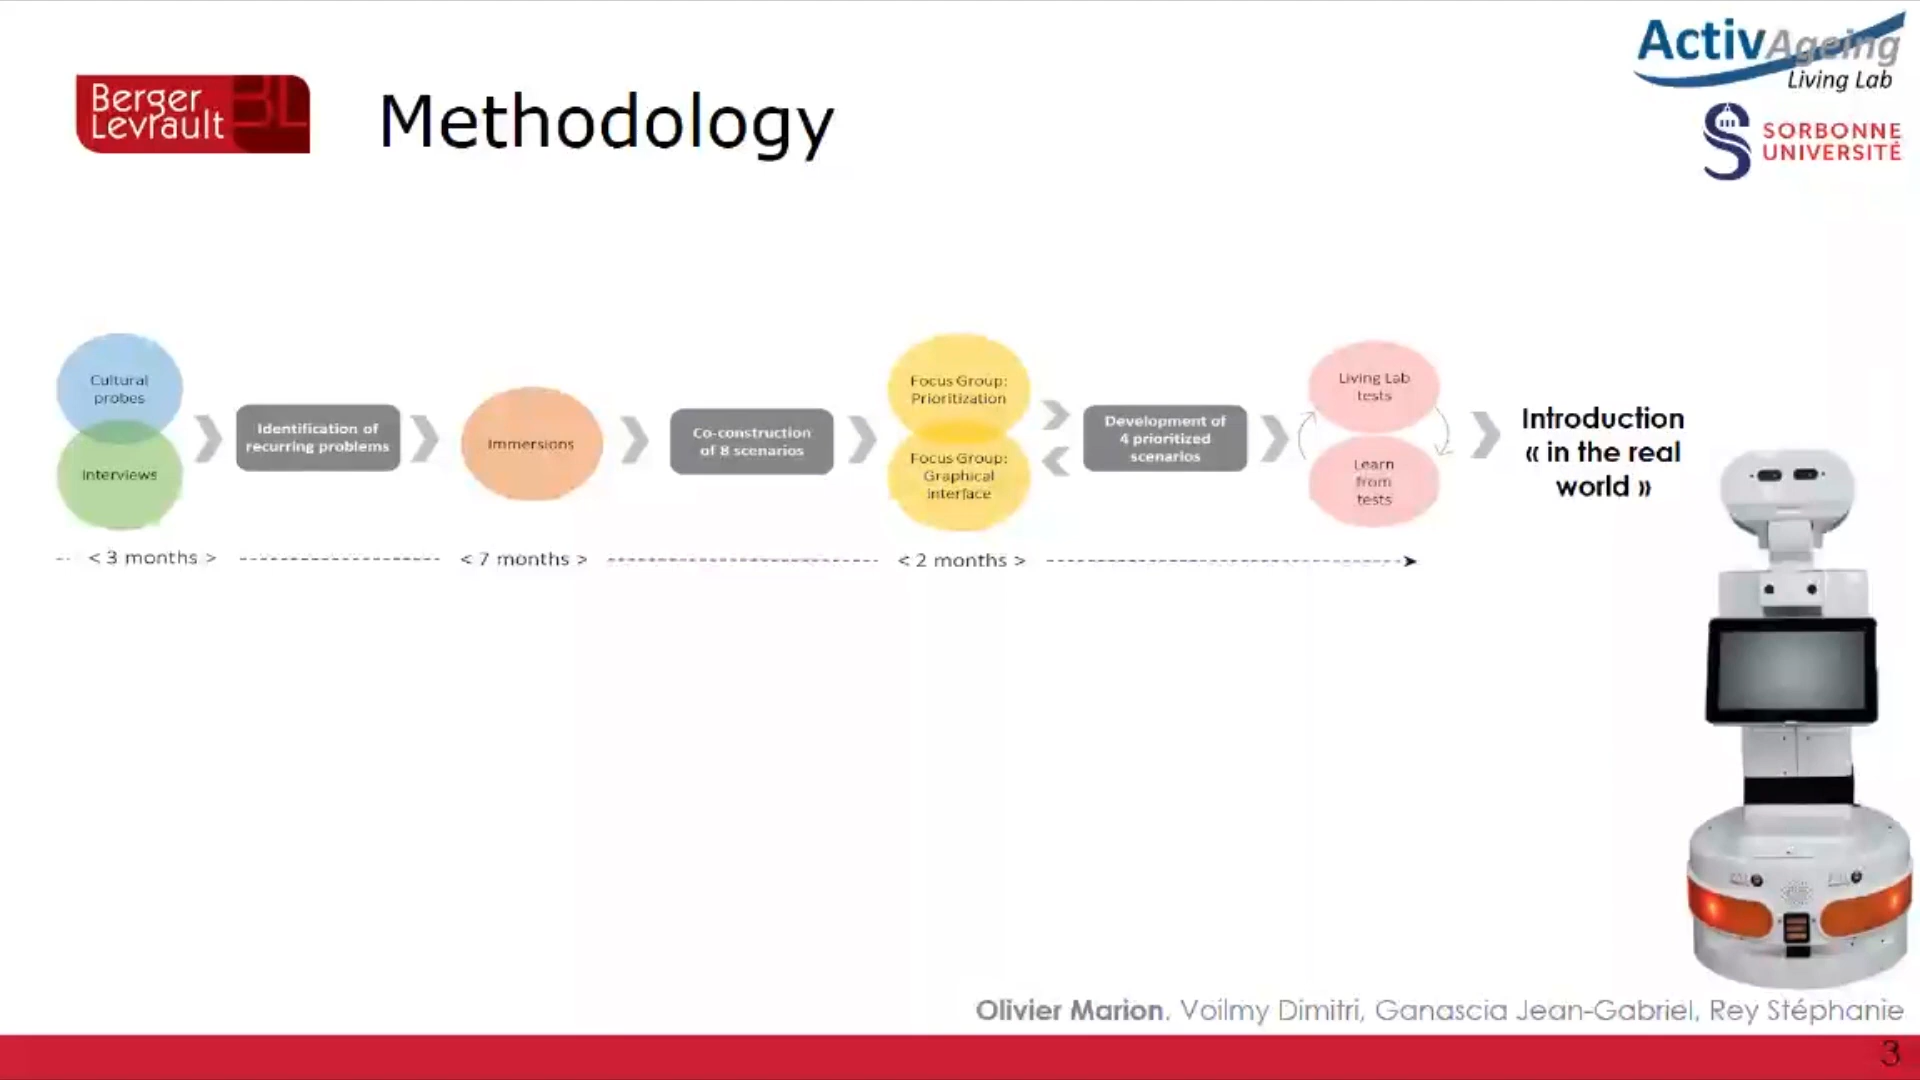 ActivAgeing
Living Lab
Berger
Levrault
BL
Methodology
SORBONNE
UNIVERSITÉ
Cultural
probes
Interviews
Identification of
recurring problems
Immersions
Co-construction
of 8 scenarios
Focus Group:
Prioritization
Focus Group:
Graphical
interface
Development of
4 prioritized
scenarios
Living Lab
tests
Learn
from
tests
Introduction
« in the real
world »
< 3 months >
< 7 months >
< 2 months >
Olivier Marion, Voilmy Dimitri, Ganascia Jean-Gabriel, Rey Stéphanie
3